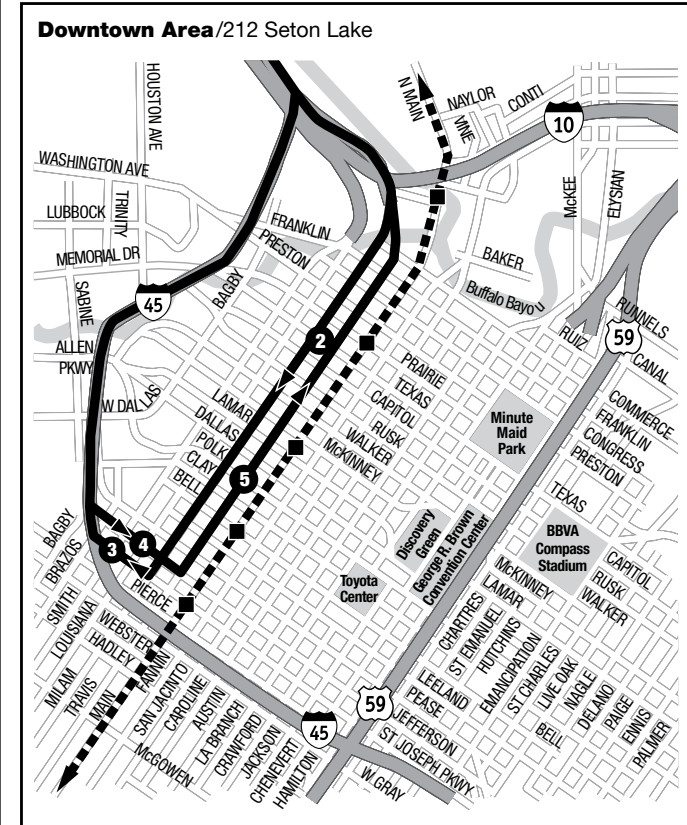 Downtown Area/212 Seton Lake
HOUSTON AVE
N MAIN
NAYLOR
CONTI
VINE
10
WASHINGTON AVE
TRINITY
LUBBOCK
McKEE
ELYSIAN
FRANKLIN
PRESTON
MEMORIAL DR
BAGBY
BAKER
SABINE
45
Buffalo Bayou
RUNNELS
RUIZ
59
CANAL
ALLEN
PKWY
2
W DALLAS
PRAIRIE
TEXAS
CAPITOL
RUSK
WALKER
McKINNEY
LAMAR
DALLAS
POLK
CLAY
BELL
Minute
Maid
Park
COMMERCE
FRANKLIN
CONGRESS
PRESTON
5
TEXAS
BAGBY
BRAZOS
SMITH
LOUISIANA
3
4
Discovery
Green
George R. Brown
Convention Center
BBVA
Compass
Stadium
CAPITOL
RUSK
WALKER
Toyota
Center
PIERCE
McKINNEY
LAMAR
WEBSTER
HADLEY
CHARTRES
ST EMANUEL
HUTCHINS
EMANCIPATION
ST CHARLES
LIVE OAK
NAGLE
DELANO
PAIGE
ENNIS
PALMER
MILAM
TRAVIS
MAIN
FANNIN
SAN JACINTO
CAROLINE
AUSTIN
LA BRANCH
CRAWFORD
JACKSON
CHENEVERT
HAMILTON
LEELAND
PEASE
59
JEFFERSON
ST JOSEPH PKWY
BELL
45
McGOWEN
W GRAY